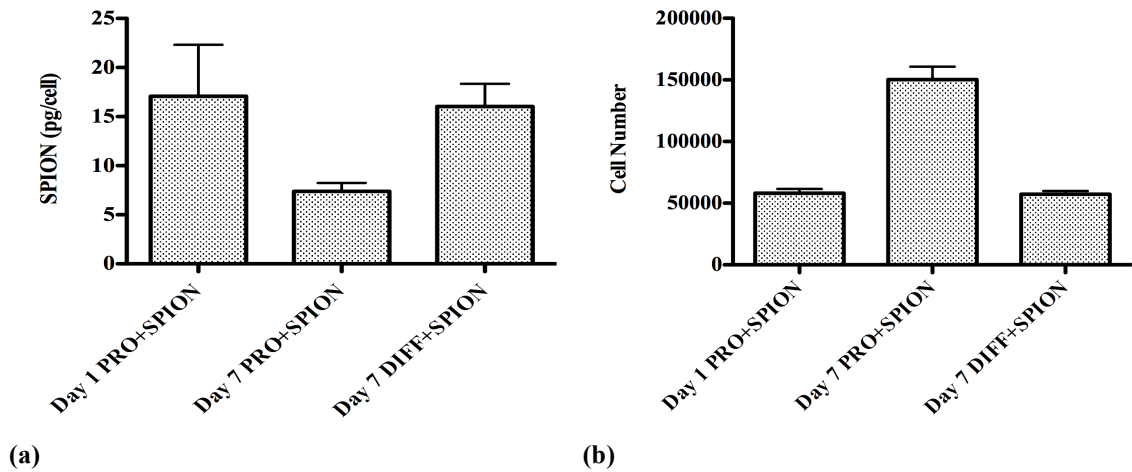 25
20
15
10
5
0
SPION (pg/cell)
Day 1 PRO+SPION
Day 7 PRO+SPION
Day 7 DIFF+SPION
(a)
200000
150000
100000
50000
0
Cell Number
Day 1 PRO+SPION
Day 7 PRO+SPION
Day 7 DIFF+SPION
(b)